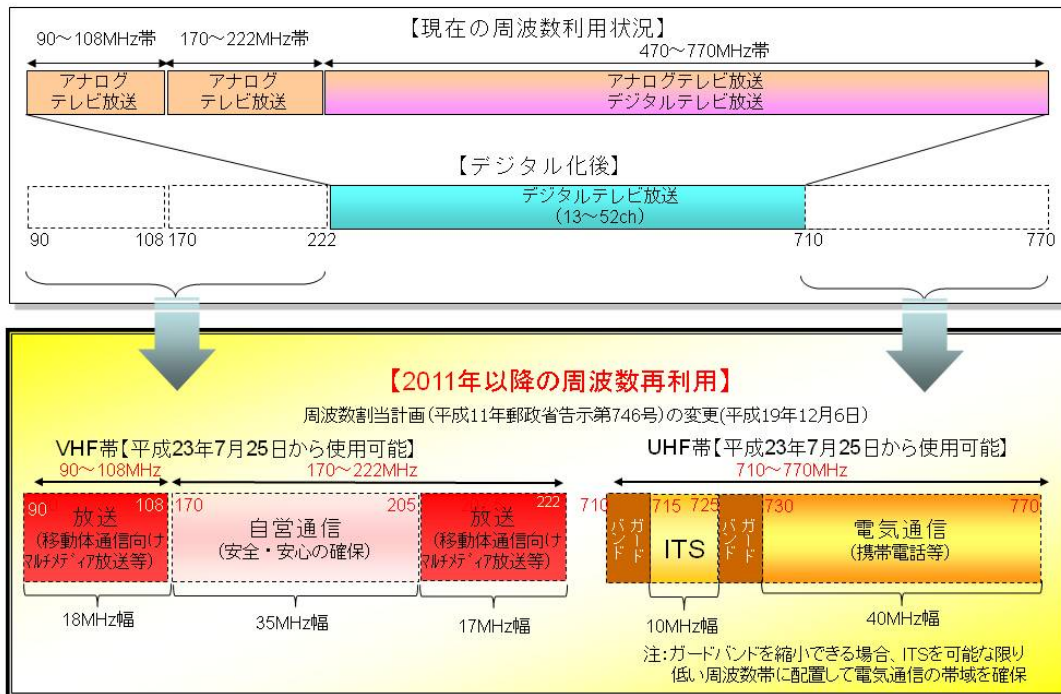 【現在の周波数利用状況】
90～108MHz帯
170～222MHz帯
470～770MHz帯
アナログ
テレビ放送
アナログ
テレビ放送
アナログテレビ放送
デジタルテレビ放送
【デジタル化後】
デジタルテレビ放送
(13～52ch)
90
108
170
222
710
770
【2011年以降の周波数再利用】
周波数割当計画(平成11年郵政省告示第746号)の変更(平成19年12月6日)
VHF帯【平成23年7月25日から使用可能】
90～108MHz
170～222MHz
UHF帯【平成23年7月25日から使用可能】
710～770MHz
90
放送
108
(移動体通信向け
マルチメディア放送等)
170
205
自営通信
(安全・安心の確保)
放送
222
(移動体通信向け
マルチメディア放送等)
710
ガード
バンド
715
725
ITS
ガード
バンド
730
770
電気通信
(携帯電話等)
18MHz幅
35MHz幅
17MHz幅
10MHz幅
40MHz幅
注:ガードバンドを縮小できる場合、ITSを可能な限り
低い周波数帯に配置して電気通信の帯域を確保